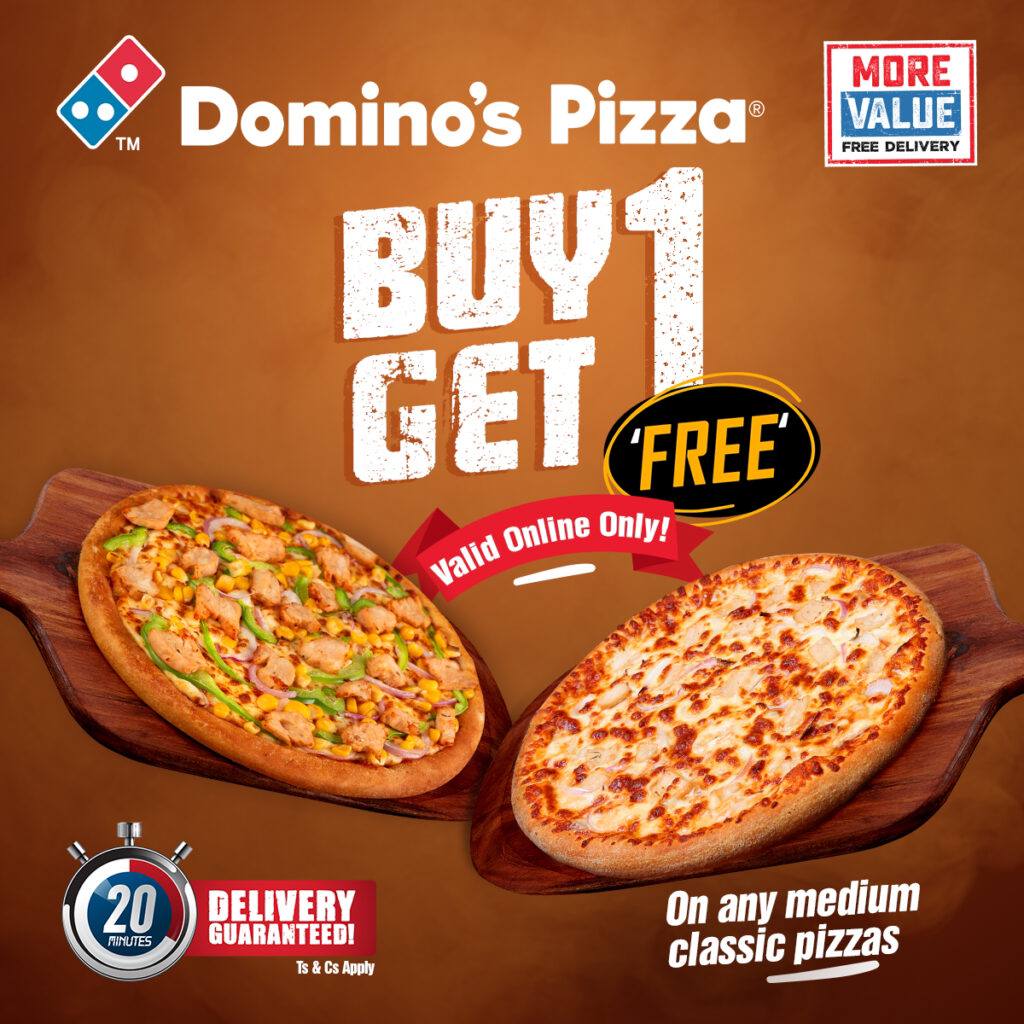 TM
Domino's Pizza®
MORE
VALUE
FREE DELIVERY
BUY 1
GET
'FREE'
Valid Online Only!
20
MINUTES
DELIVERY
GUARANTEED!
Ts & Cs Apply
On any medium
classic pizzas